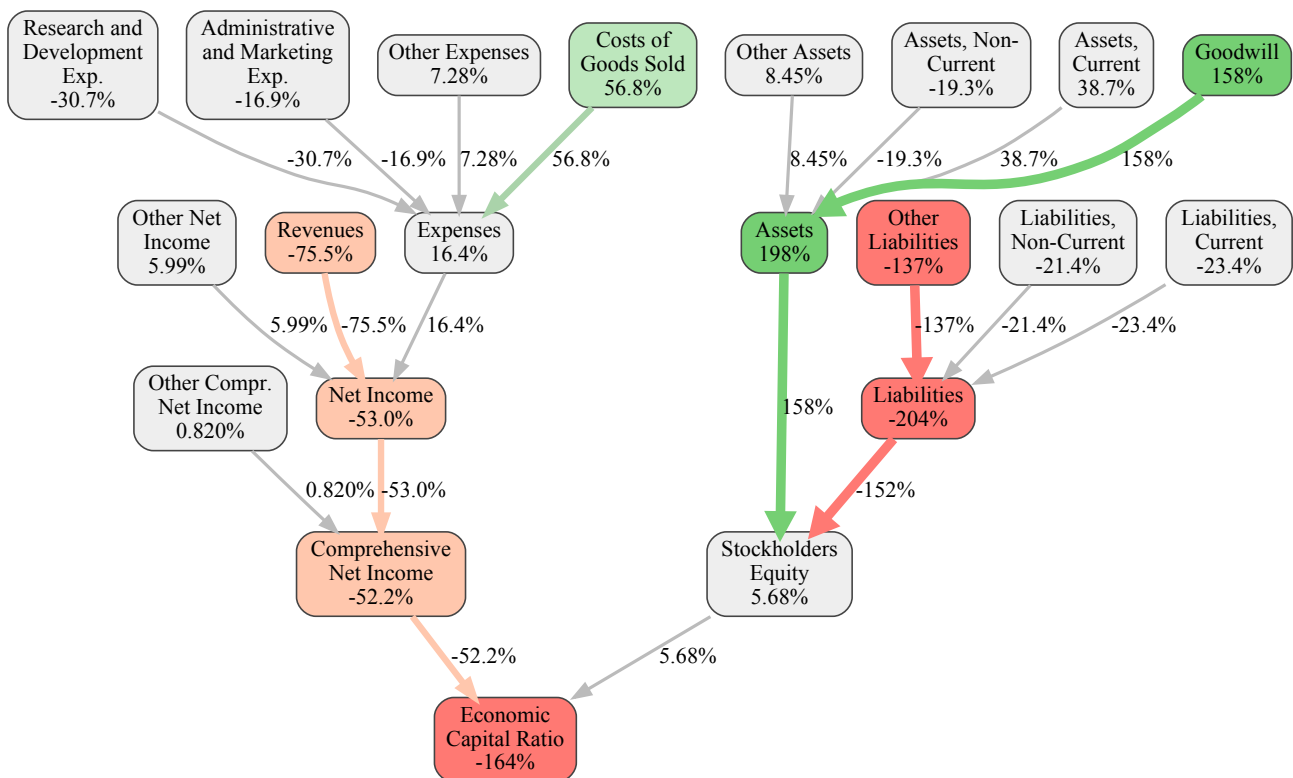 Research and
Development
Exp.
-30.7%
Administrative
and Marketing
Exp.
-16.9%
Other Expenses
7.28%
Costs of
Goods Sold
56.8%
Other Assets
8.45%
Assets, Non-
Current
-19.3%
Assets,
Current
38.7%
Goodwill
158%
-30.7%
-16.9%
7.28%
56.8%
8.45%
-19.3%
38.7%
158%
Other Net
Income
5.99%
Revenues
-75.5%
Expenses
16.4%
Assets
198%
Other
Liabilities
-137%
Liabilities,
Non-Current
-21.4%
Liabilities,
Current
-23.4%
5.99%
-75.5%
16.4%
-137%
-21.4%
-23.4%
Other Compr.
Net Income
0.820%
Net Income
-53.0%
158%
Liabilities
-204%
0.820%
-53.0%
-152%
Comprehensive
Net Income
-52.2%
Stockholders
Equity
5.68%
-52.2%
5.68%
Economic
Capital Ratio
-164%